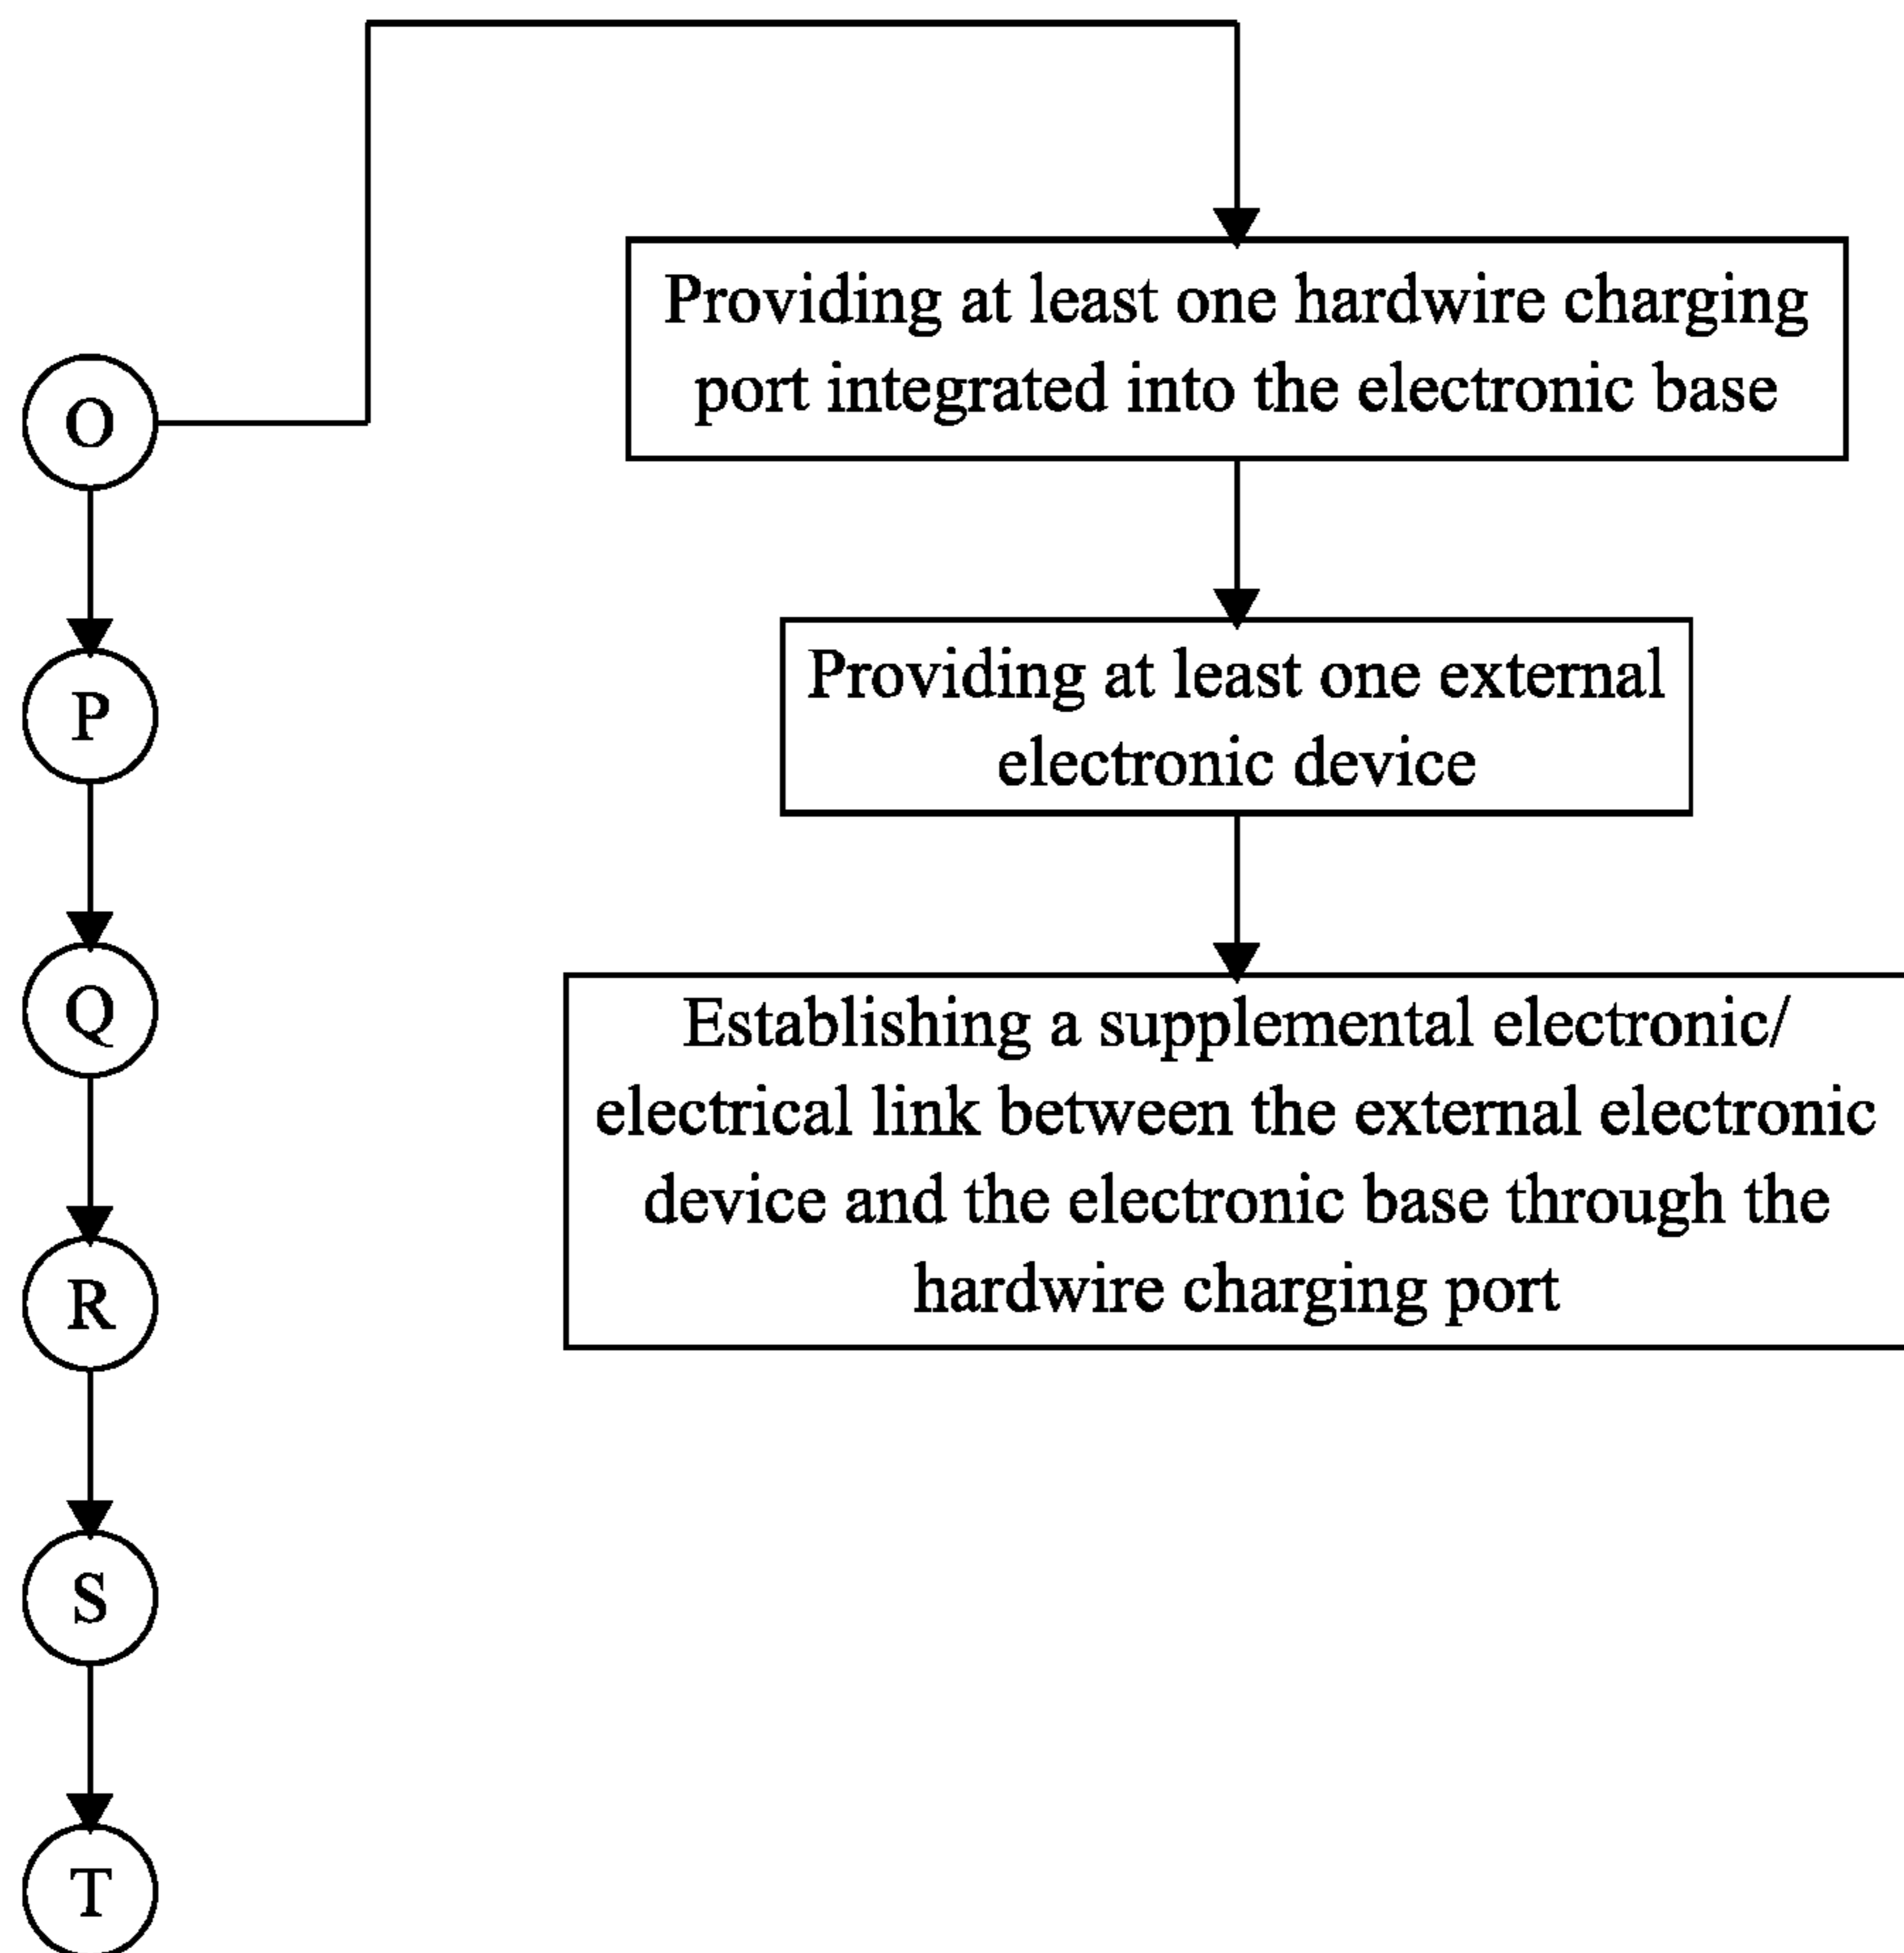 O
P
Q
R
S
T
Providing at least one hardwire charging
port integrated into the electronic base
Providing at least one external
electronic device
Establishing a supplemental electronic/
electrical link between the external electronic
device and the electronic base through the
hardwire charging port